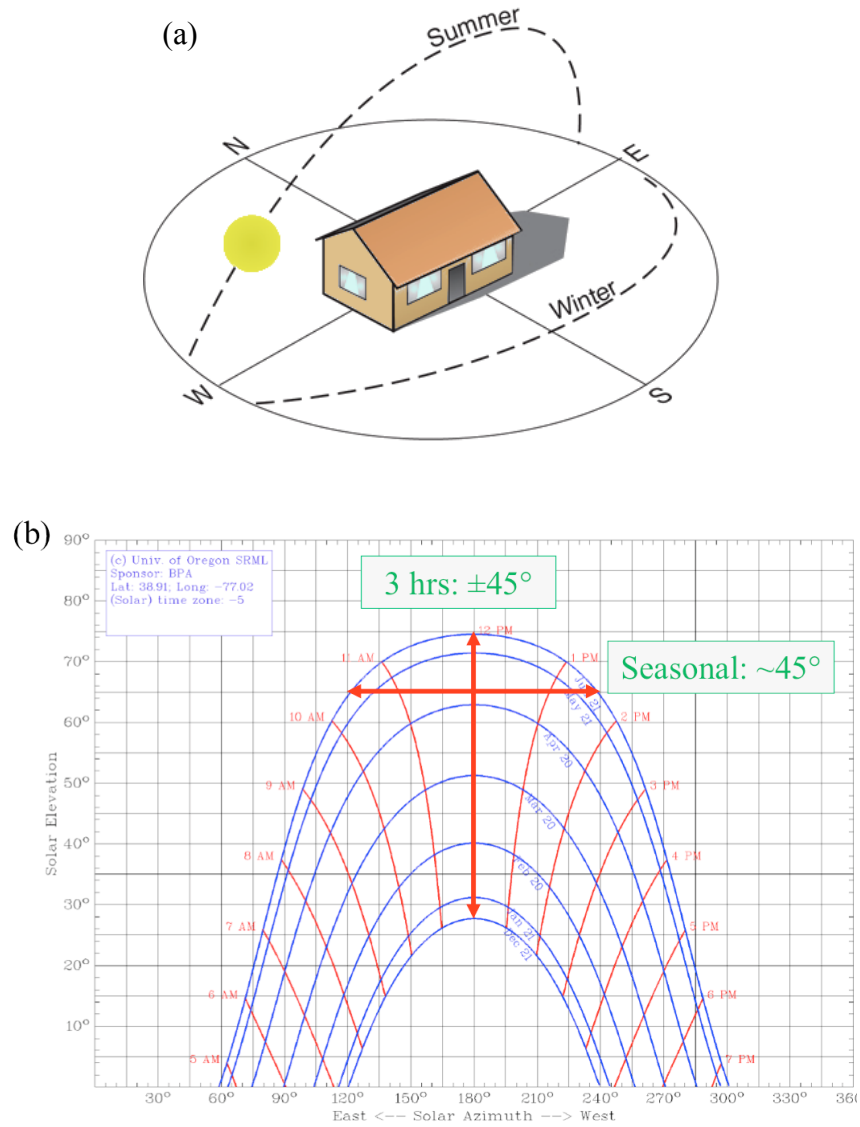 (a)
Summer
N
E
Winter
W
S
(b)
90°
80°
70°
60°
50°
40°
30°
20°
10°
Solar Elevation
(c) Univ. of Oregon SRML
Sponsor: BPA
Lat: 38.91; Long: -77.02
(Solar) time zone: -5
3 hrs: ±45°
Seasonal: ~45°
12 PM
11 AM
1 PM
10 AM
2 PM
9 AM
3 PM
8 AM
4 PM
7 AM
5 PM
6 AM
6 PM
5 AM
7 PM
Jun 21
May 21
Apr 20
Mar 20
Feb 20
Jan 21
Dec 21
30° 60° 90° 120° 150° 180° 210° 240° 270° 300° 330° 360
East <-- Solar Azimuth --> West